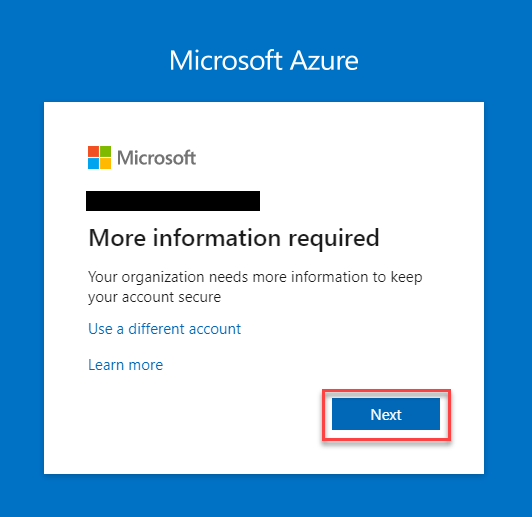 Microsoft Azure
Microsoft
More information required
Your organization needs more information to keep
your account secure
Use a different account
Learn more
Next